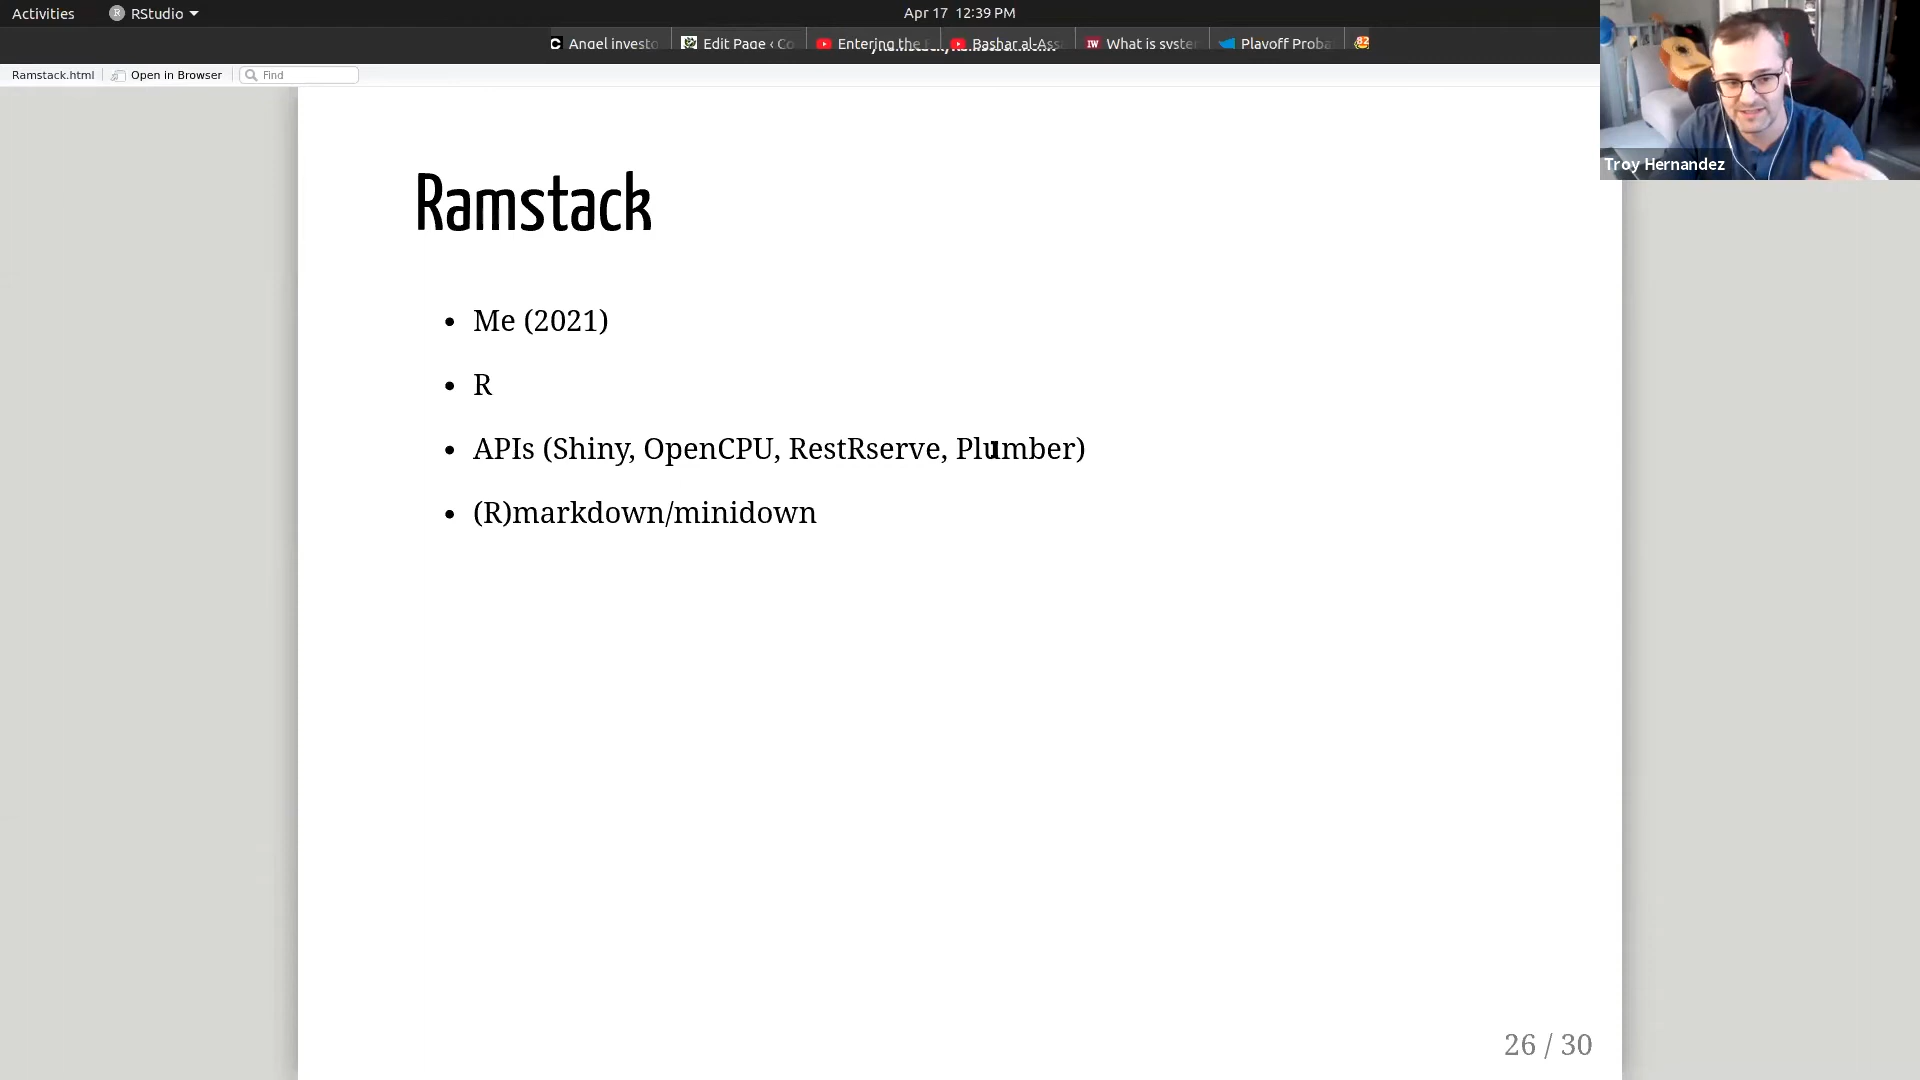 Activities
RStudio
Apr 17 12:39 PM
Angel investo
Edit Page ‹ Co
Entering the
Bashar al-Ass
IW What is syste
Playoff Proba
Ramstack.html
Open in Browser
Find
Troy Hernandez
Ramstack
• Me (2021)
• R
• APIs (Shiny, OpenCPU, RestRserve, Plumber)
• (R)markdown/minidown
26 / 30